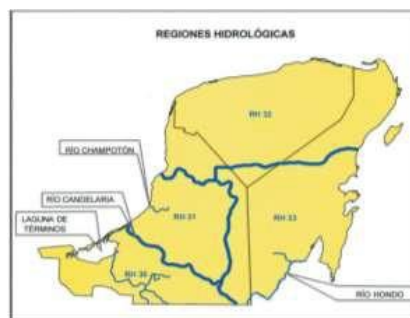 REGIONES HIDROLÓGICAS
RH 32
RÍO CHAMPOTÓN
RÍO CANDELARIA
LAGUNA DE
TÉRMINOS
RH 31
RH 33
RH 30
RÍO HONDO